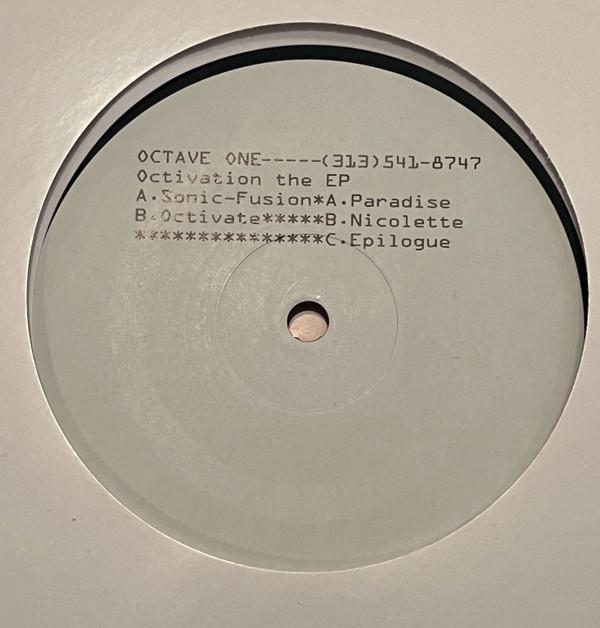 OCTAVE ONE-----(313)541-8747
Octivation the EP
A.Sonic-Fusion*A.Paradise
B.Octivate*****B.Nicolette
***************C.Epilogue